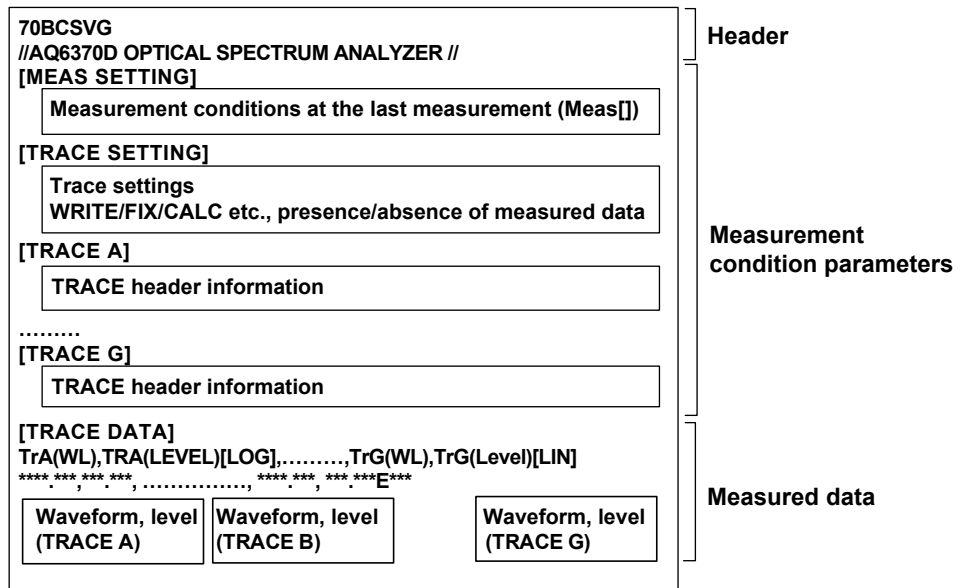 70BCSVG
//AQ6370D OPTICAL SPECTRUM ANALYZER //
[MEAS SETTING]
Measurement conditions at the last measurement (Meas[])
[TRACE SETTING]
Trace settings
WRITE/FIX/CALC etc., presence/absence of measured data
[TRACE A]
TRACE header information
………
[TRACE G]
TRACE header information
[TRACE DATA]
TrA(WL),TRA(LEVEL)[LOG],………,TrG(WL),TrG(Level)[LIN]
****.***,***.***, ……………, ****.***, ***.***E***
Waveform, level
(TRACE A)
Waveform, level
(TRACE B)
Waveform, level
(TRACE G)
Header
Measurement
condition parameters
Measured data